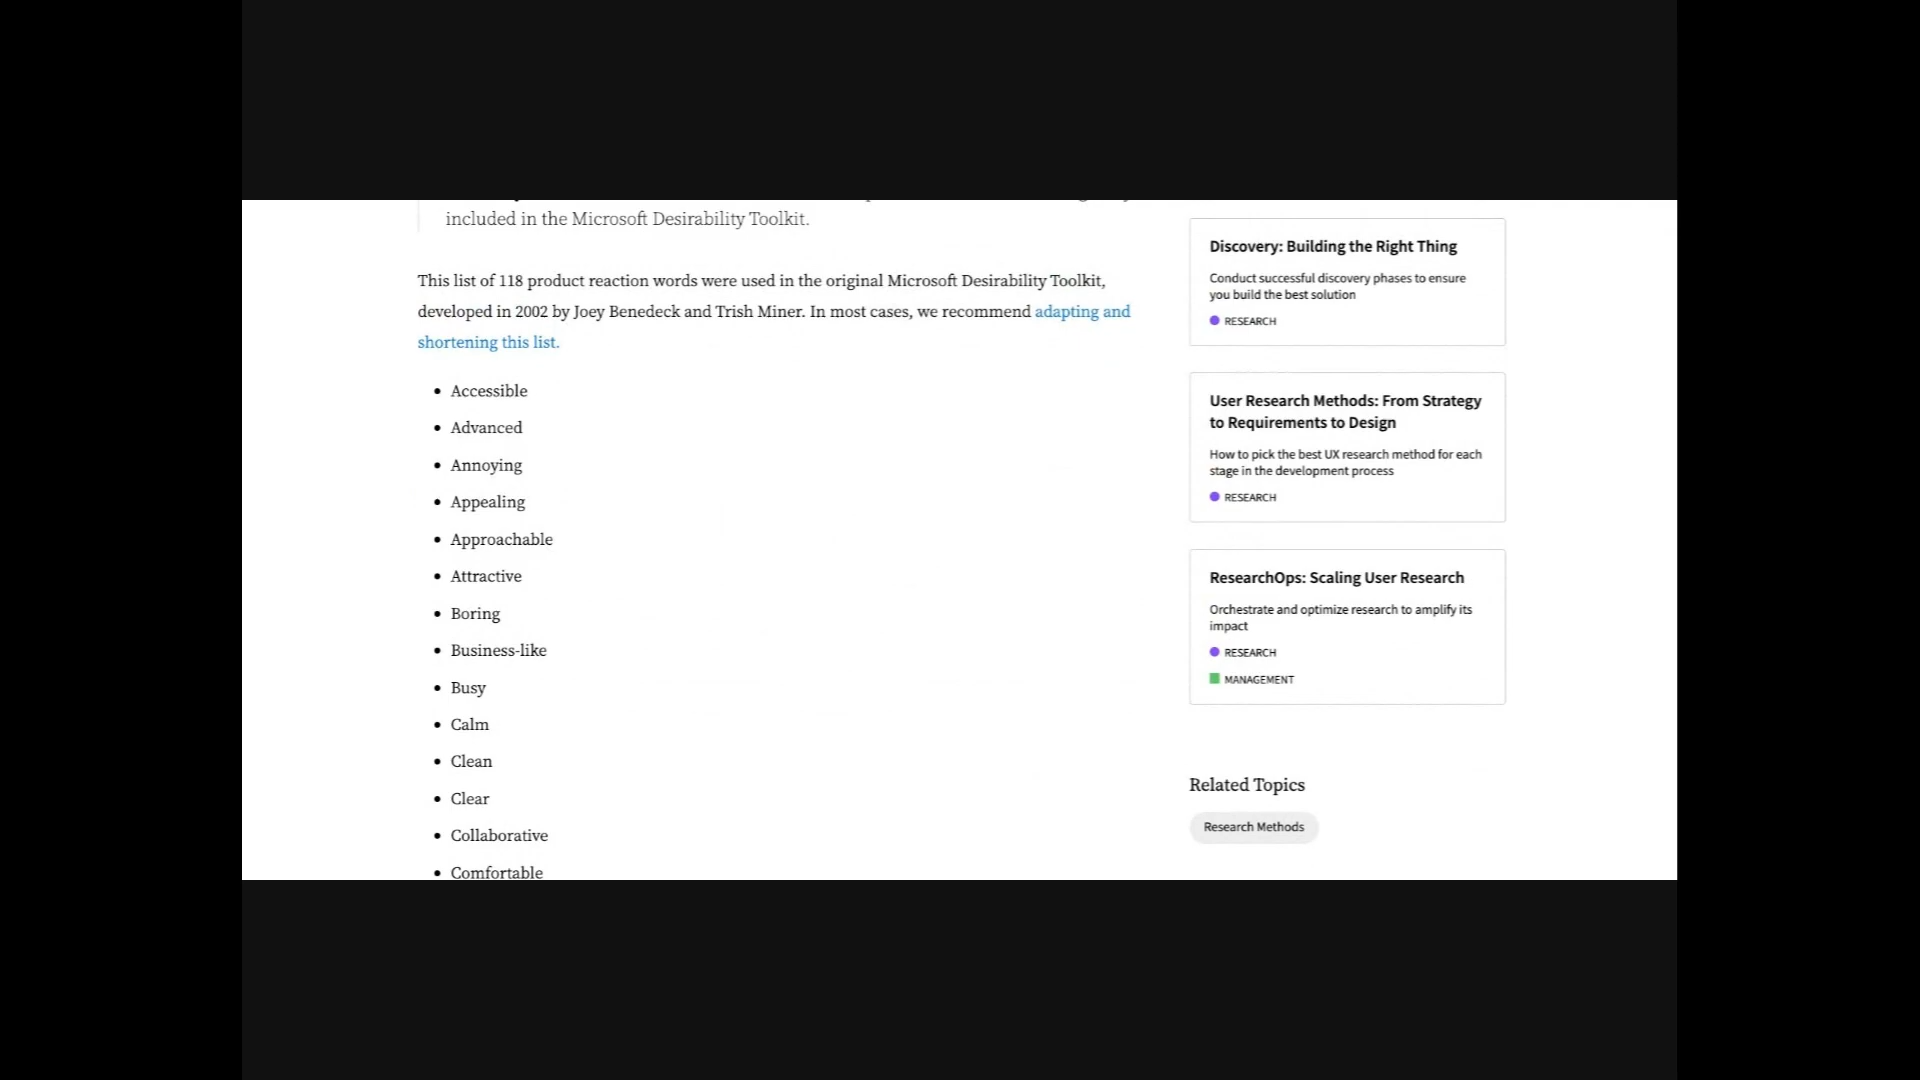 included in the Microsoft Desirability Toolkit.
This list of 118 product reaction words were used in the original Microsoft Desirability Toolkit,
developed in 2002 by Joey Benedeck and Trish Miner. In most cases, we recommend adapting and
shortening this list.
Accessible
Advanced
Annoying
Appealing
Approachable
Attractive
Boring
Business-like
Busy
Calm
Clean
Clear
Collaborative
Comfortable
Discovery: Building the Right Thing
Conduct successful discovery phases to ensure
you build the best solution
RESEARCH
User Research Methods: From Strategy
to Requirements to Design
How to pick the best UX research method for each
stage in the development process
RESEARCH
ResearchOps: Scaling User Research
Orchestrate and optimize research to amplify its
impact
RESEARCH
MANAGEMENT
Related Topics
Research Methods